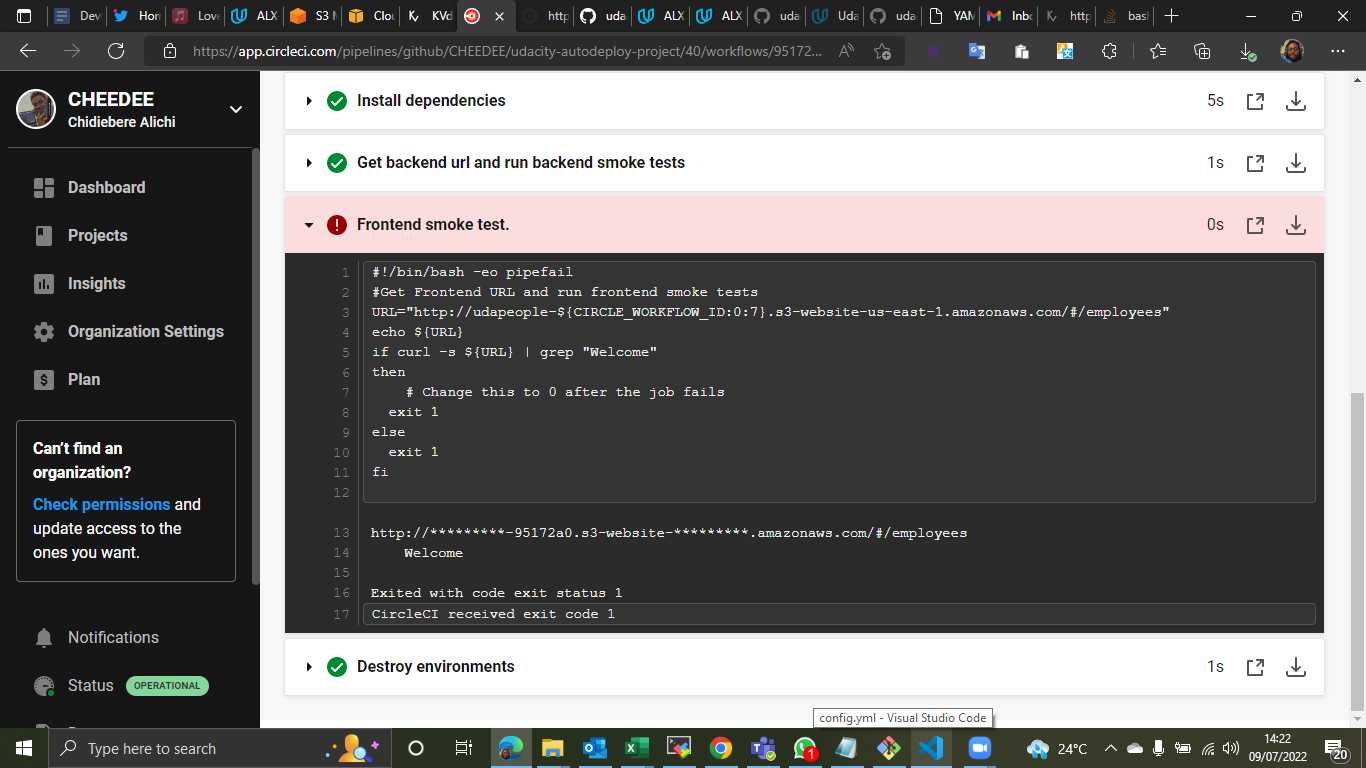 Dev
Hom
Love
ALX
S3 M
Clou
KVd
http
uda
ALX
ALX
uda
Uda
uda
YAM
Inbo
http
bash
https://app.circleci.com/pipelines/github/CHEEDEE/udacity-autodeploy-project/40/workflows/95172...
CHEEDEE
Chidiebere Alichi
Dashboard
Projects
Insights
Organization Settings
Plan
Can't find an
organization?
Check permissions and
update access to the
ones you want.
Notifications
Status OPERATIONAL
Install dependencies 5s
Get backend url and run backend smoke tests 1s
Frontend smoke test. 0s
1 #!/bin/bash -eo pipefail
2 #Get Frontend URL and run frontend smoke tests
3 URL="http://udapeople-${CIRCLE_WORKFLOW_ID:0:7}.s3-website-us-east-1.amazonaws.com/#/employees"
4 echo ${URL}
5 if curl -s ${URL} | grep "Welcome"
6 then
7 # Change this to 0 after the job fails
8 exit 1
9 else
10 exit 1
11 fi
12
13 http://*********-95172a0.s3-website-*********.amazonaws.com/#/employees
14 Welcome
15
16 Exited with code exit status 1
17 CircleCI received exit code 1
Destroy environments 1s
config.yml - Visual Studio Code
Type here to search
1
24°C
14:22
09/07/2022
20